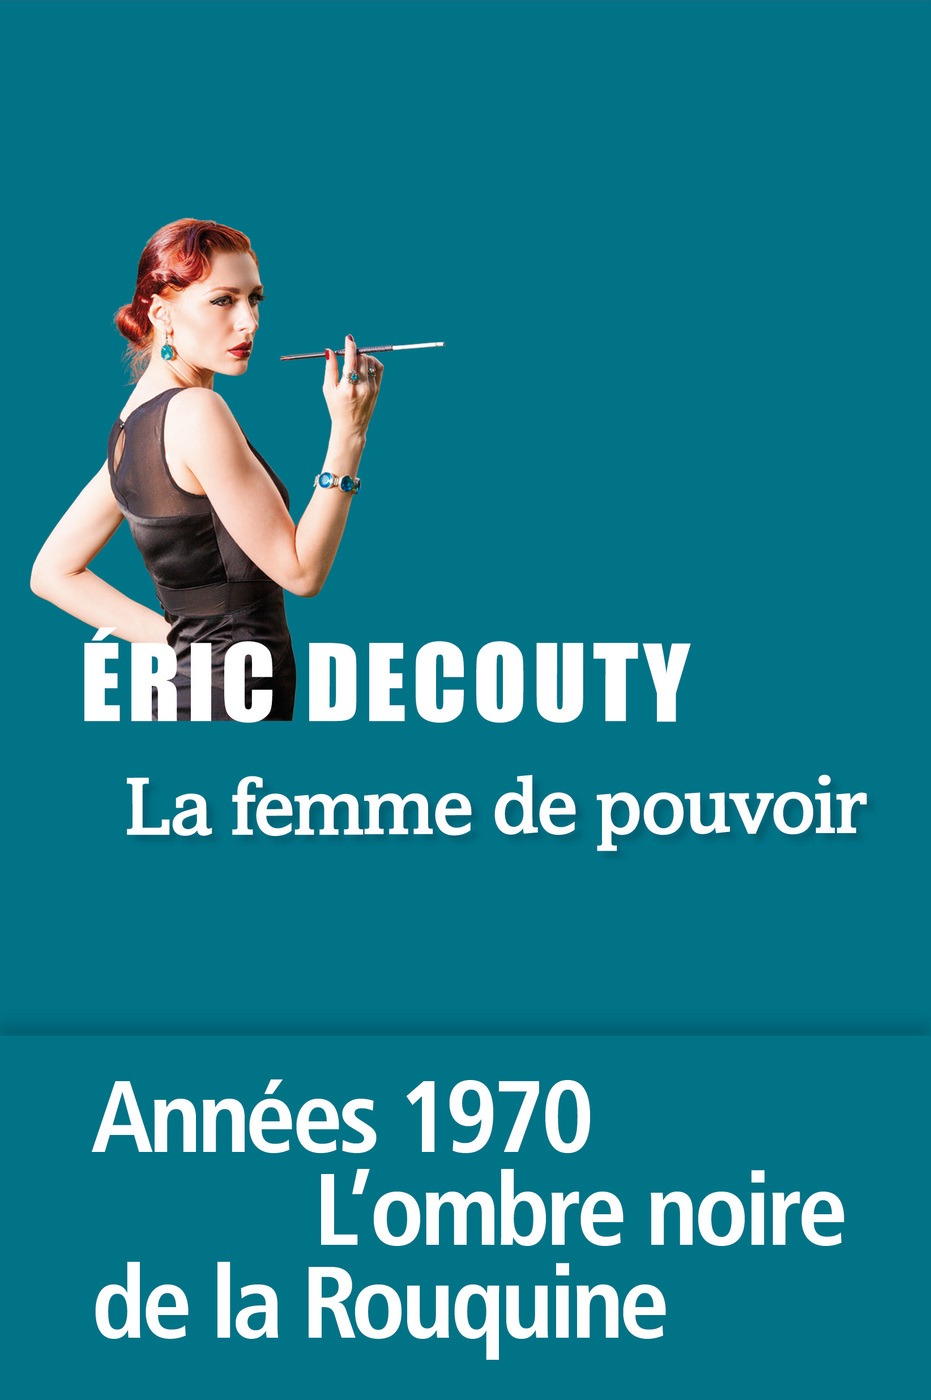 ÉRIC DECOUTY
La femme de pouvoir
Années 1970
L’ombre noire
de la Rouquine